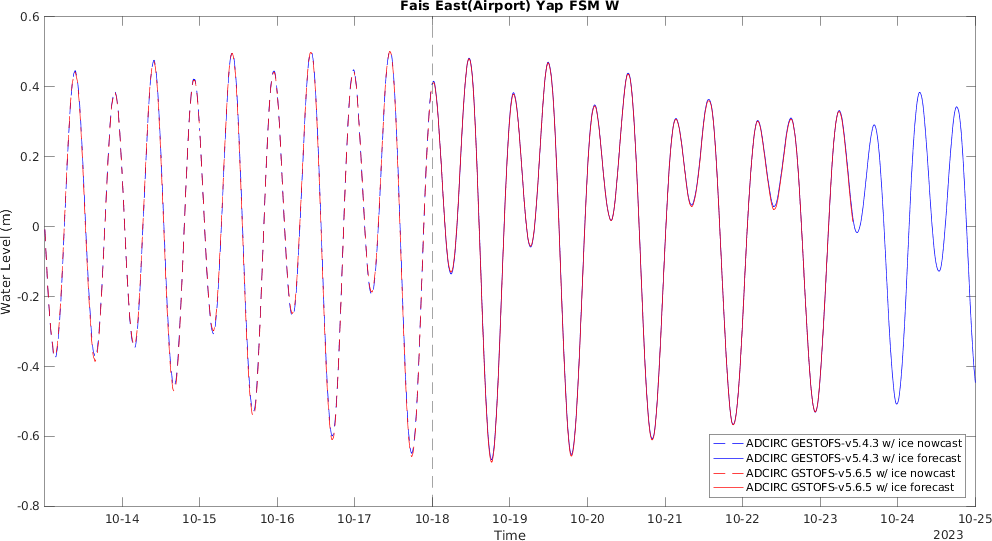 Fais East(Airport) Yap FSM W
0.6
0.4
0.2
0
-0.2
-0.4
-0.6
-0.8
Water Level (m)
10-14 10-15 10-16 10-17 10-18 10-19 10-20 10-21 10-22 10-23 10-24 10-25
Time
2023
ADCIRC GESTOFS-v5.4.3 w/ ice nowcast
ADCIRC GESTOFS-v5.4.3 w/ ice forecast
ADCIRC GSTOFS-v5.6.5 w/ ice nowcast
ADCIRC GSTOFS-v5.6.5 w/ ice forecast